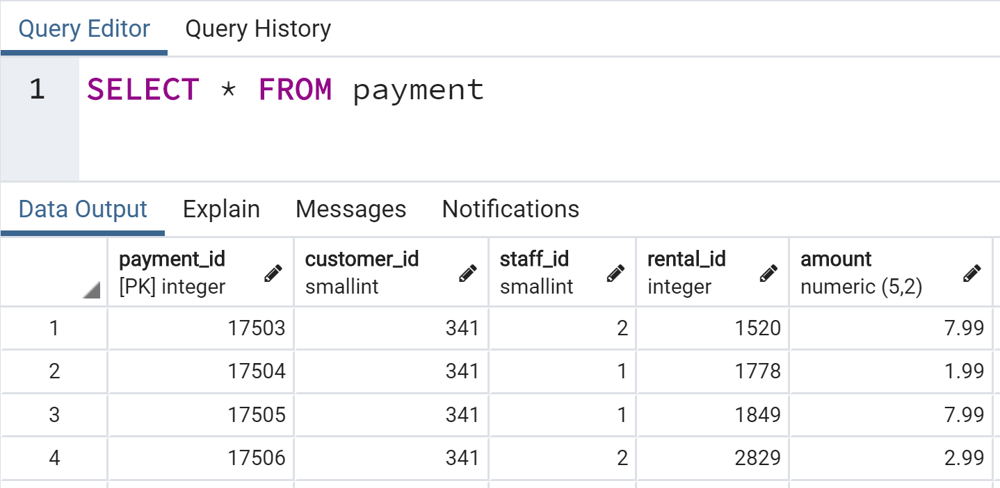 Query Editor Query History
1 SELECT * FROM payment
Data Output Explain Messages Notifications
payment_id customer_id staff_id rental_id amount
[PK] integer smallint smallint integer numeric (5,2)
1 17503 341 2 1520 7.99
2 17504 341 1 1778 1.99
3 17505 341 1 1849 7.99
4 17506 341 2 2829 2.99